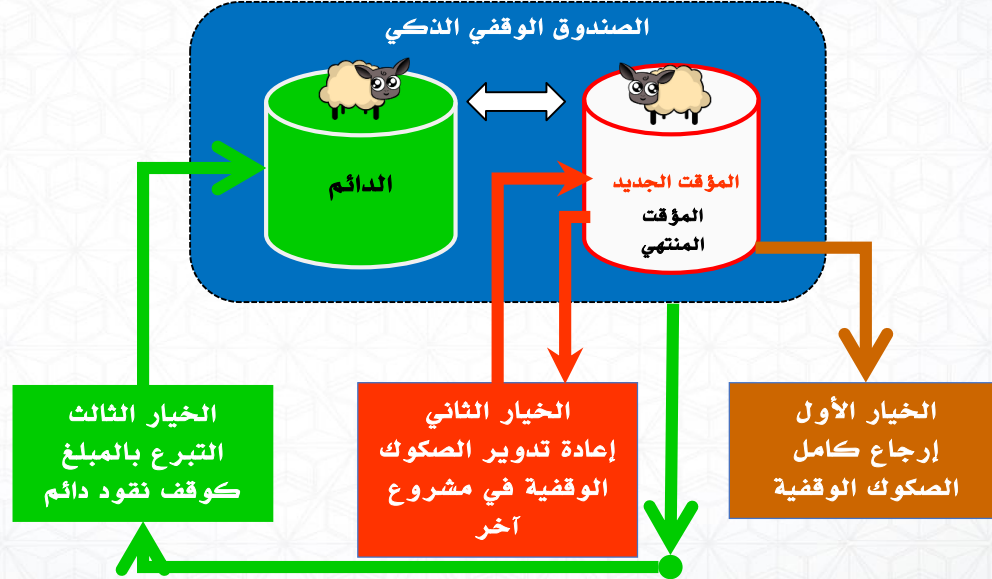 الصندوق الوقفي الذكي
المؤقت الجديد
المؤقت
المنتهي
الدائم
الخيار الأول
إرجاع كامل
الصكوك الوقفية
الخيار الثاني
إعادة تدوير الصكوك
الوقفية في مشروع
آخر
الخيار الثالث
التبرع بالمبلغ
كوقف نقود دائم